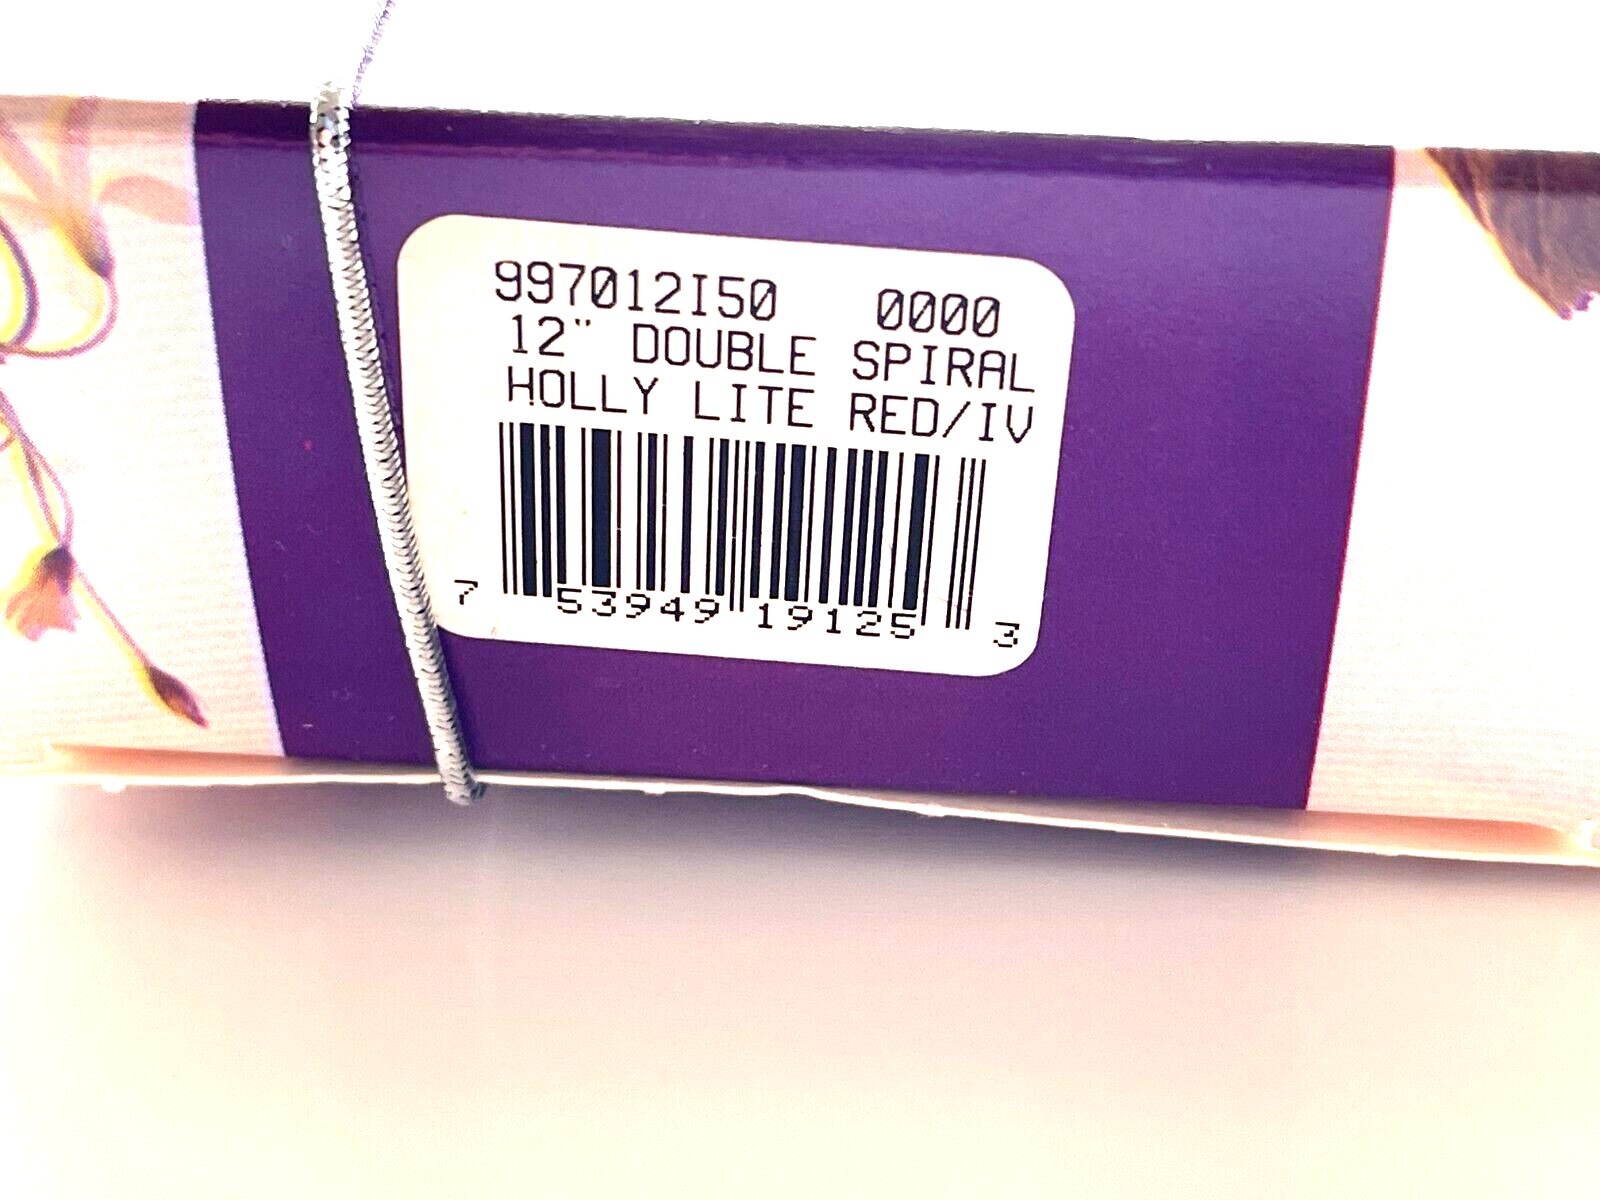 997012I50 0000
12" DOUBLE SPIRAL
HOLLY LITE RED/IV
7 53949 19125 3